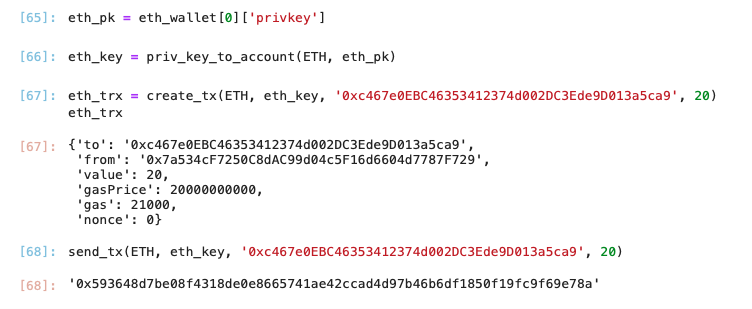 [65]: eth_pk = eth_wallet[0]['privkey']
[66]: eth_key = priv_key_to_account(ETH, eth_pk)
[67]: eth_trx = create_tx(ETH, eth_key, '0xc467e0EBC46353412374d002DC3Ede9D013a5ca9', 20)
eth_trx
[67]: {'to': '0xc467e0EBC46353412374d002DC3Ede9D013a5ca9',
'from': '0x7a534cF7250C8dAC99d04c5F16d6604d7787F729',
'value': 20,
'gasPrice': 20000000000,
'gas': 21000,
'nonce': 0}
[68]: send_tx(ETH, eth_key, '0xc467e0EBC46353412374d002DC3Ede9D013a5ca9', 20)
[68]: '0x593648d7be08f4318de0e8665741ae42ccad4d97b46b6df1850f19fc9f69e78a'